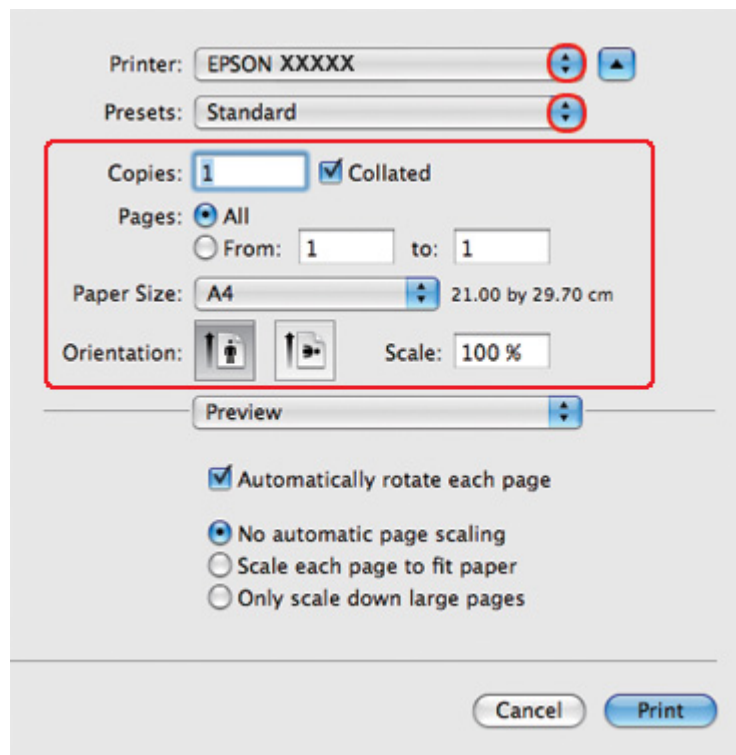 Printer: EPSON XXXXX
Presets: Standard
Copies: 1 Collated
Pages: All
From: 1 to: 1
Paper Size: A4 21.00 by 29.70 cm
Orientation: Scale: 100 %
Preview
Automatically rotate each page
No automatic page scaling
Scale each page to fit paper
Only scale down large pages
Cancel Print